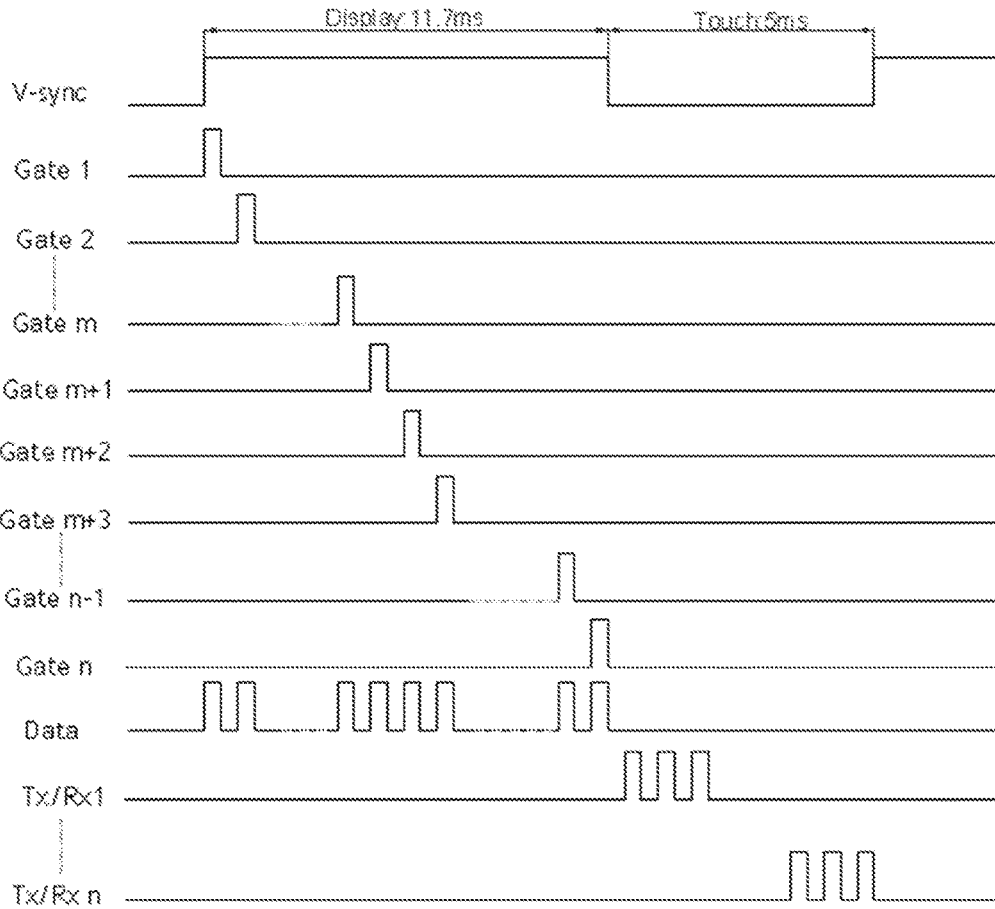 Display:11.7ms
Touch:5ms
V-sync
Gate 1
Gate 2
Gate m
Gate m+1
Gate m+2
Gate m+3
Gate n-1
Gate n
Data
Tx/Rx1
Tx/Rx n